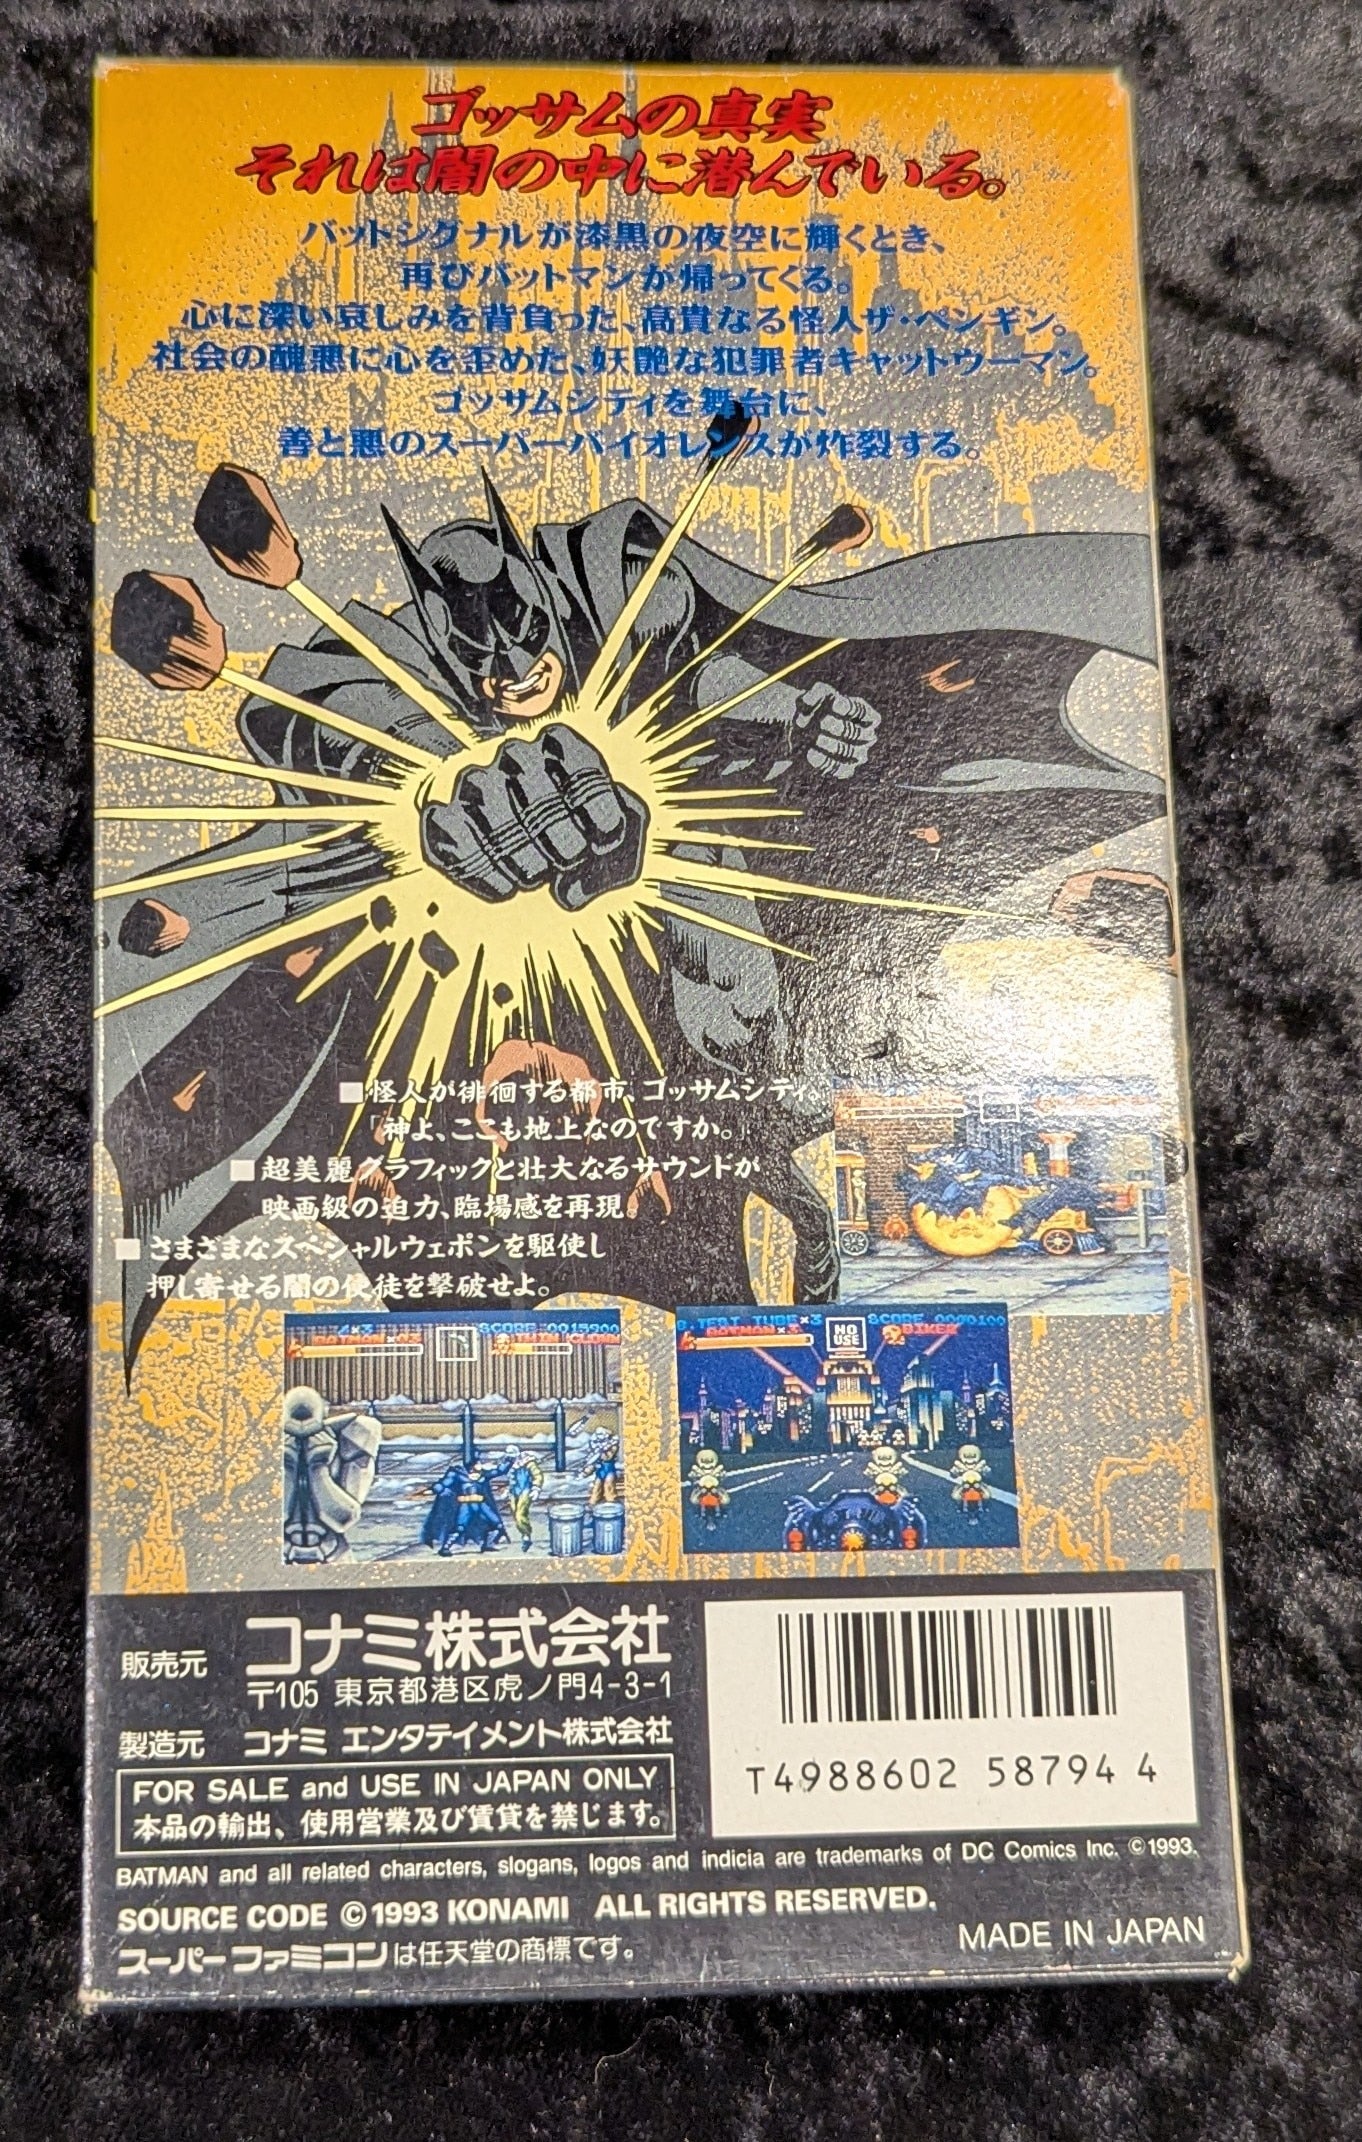 ゴッサムの真実
それは闇の中に潜んでいる。
バットシグナルが漆黒の夜空に輝くとき、
再びバットマンが帰ってくる。
心に深い哀しみを背負った、高貴なる怪人ザ・ペンギン。
社会の醜悪に心を歪めた、妖艶な犯罪者キャットウーマン。
ゴッサムシティを舞台に、
善と悪のスーパーバイオレンスが炸裂する。
■怪人が徘徊する都市、ゴッサムシティ。
「神よ、ここも地上なのですか。」
■超美麗グラフィックと壮大なるサウンドが
映画級の迫力、臨場感を再現。
■さまざまなスペシャルウェポンを駆使し
押し寄せる闇の使徒を撃破せよ。
×3 SCORE 0015900
BATMAN×03 THIN CLOWN
B.TEST TUBE×3 SCORE 0000100
BATMAN×3 NO USE BIKER
販売元 コナミ株式会社
〒105 東京都港区虎ノ門4-3-1
製造元 コナミ エンタテイメント株式会社
FOR SALE and USE IN JAPAN ONLY
本品の輸出、使用営業及び賃貸を禁じます。
T4988602 58794 4
BATMAN and all related characters, slogans, logos and indicia are trademarks of DC Comics Inc. ©1993.
SOURCE CODE ©1993 KONAMI ALL RIGHTS RESERVED.
スーパーファミコンは任天堂の商標です。
MADE IN JAPAN